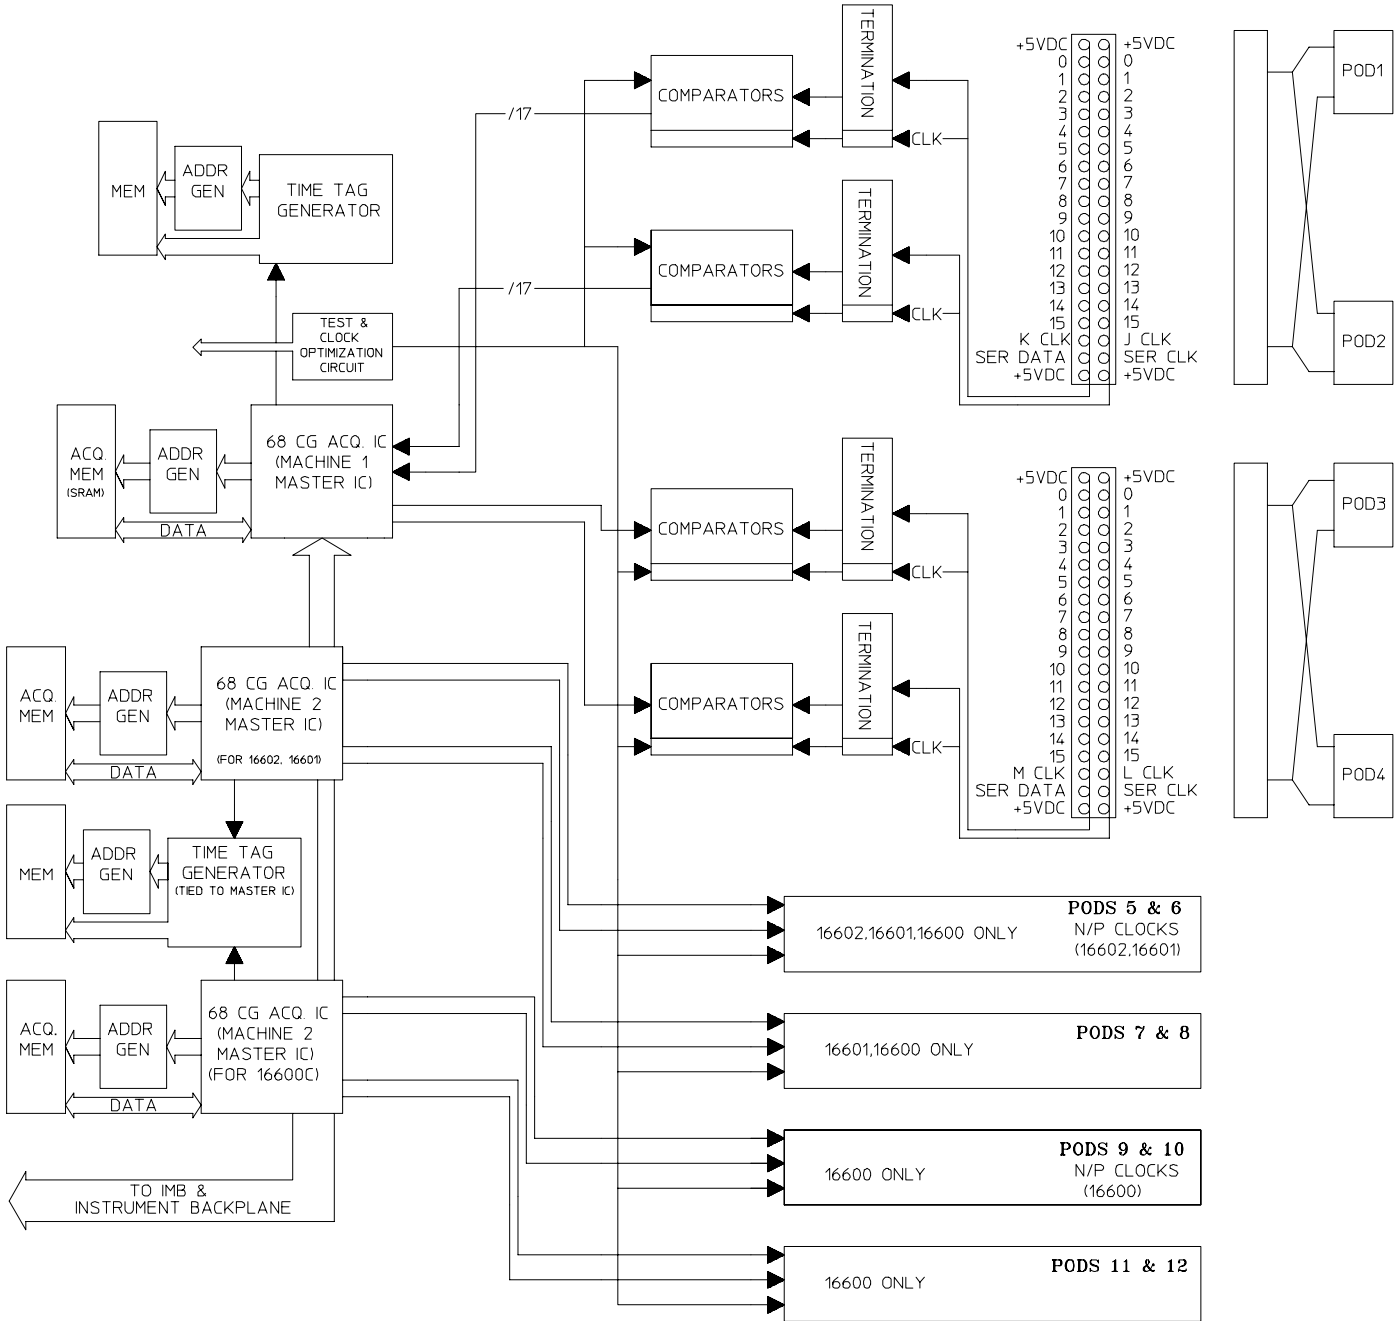 MEM
ADDR
GEN
TIME TAG
GENERATOR
TEST &
CLOCK
OPTIMIZATION
CIRCUIT
/17
/17
COMPARATORS
TERMINATION
CLK
COMPARATORS
TERMINATION
CLK
+5VDC +5VDC
0 0
1 1
2 2
3 3
4 4
5 5
6 6
7 7
8 8
9 9
10 10
11 11
12 12
13 13
14 14
15 15
K CLK J CLK
SER DATA SER CLK
+5VDC +5VDC
POD1
POD2
ACQ.
MEM
(SRAM)
ADDR
GEN
DATA
68 CG ACQ. IC
(MACHINE 1
MASTER IC)
COMPARATORS
TERMINATION
CLK
COMPARATORS
TERMINATION
CLK
+5VDC +5VDC
0 0
1 1
2 2
3 3
4 4
5 5
6 6
7 7
8 8
9 9
10 10
11 11
12 12
13 13
14 14
15 15
M CLK L CLK
SER DATA SER CLK
+5VDC +5VDC
POD3
POD4
ACQ.
MEM
ADDR
GEN
DATA
68 CG ACQ. IC
(MACHINE 2
MASTER IC)
(FOR 16602, 16601)
MEM
ADDR
GEN
TIME TAG
GENERATOR
(TIED TO MASTER IC)
ACQ.
MEM
ADDR
GEN
DATA
68 CG ACQ. IC
(MACHINE 2
MASTER IC)
(FOR 16600C)
TO IMB &
INSTRUMENT BACKPLANE
PODS 5 & 6
16602,16601,16600 ONLY
N/P CLOCKS
(16602,16601)
PODS 7 & 8
16601,16600 ONLY
PODS 9 & 10
16600 ONLY
N/P CLOCKS
(16600)
PODS 11 & 12
16600 ONLY